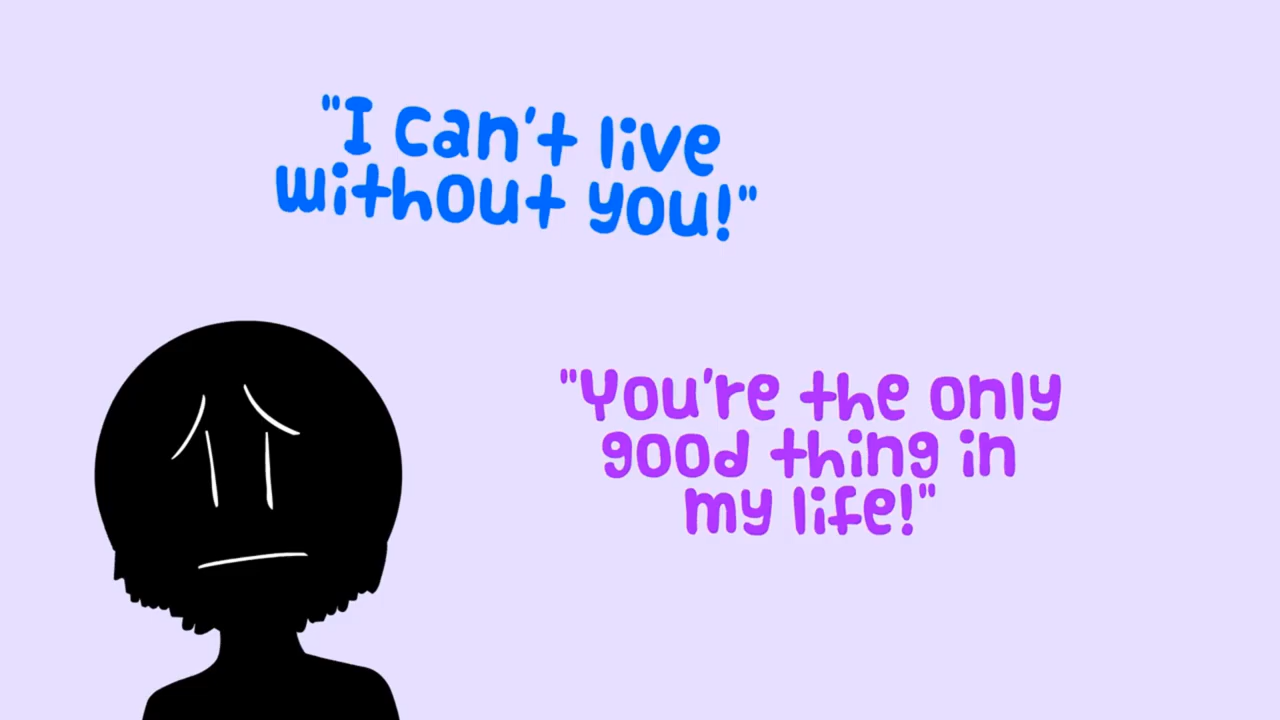 "I can't live
without you!"
"You're the only
good thing in
my life!"